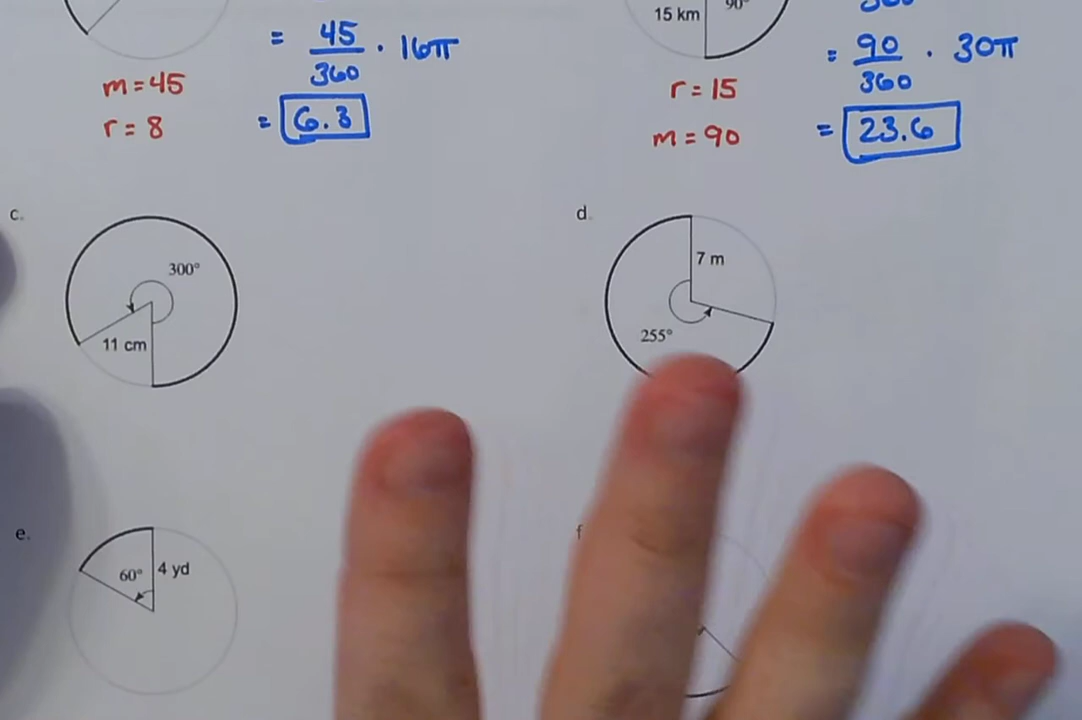 15 km 90°
= 45/360 · 16π
= 90/360 · 30π
m = 45
r = 15
r = 8
= 6.3
m = 90
= 23.6
c.
300°
11 cm
d.
7 m
255°
e.
60° 4 yd
f